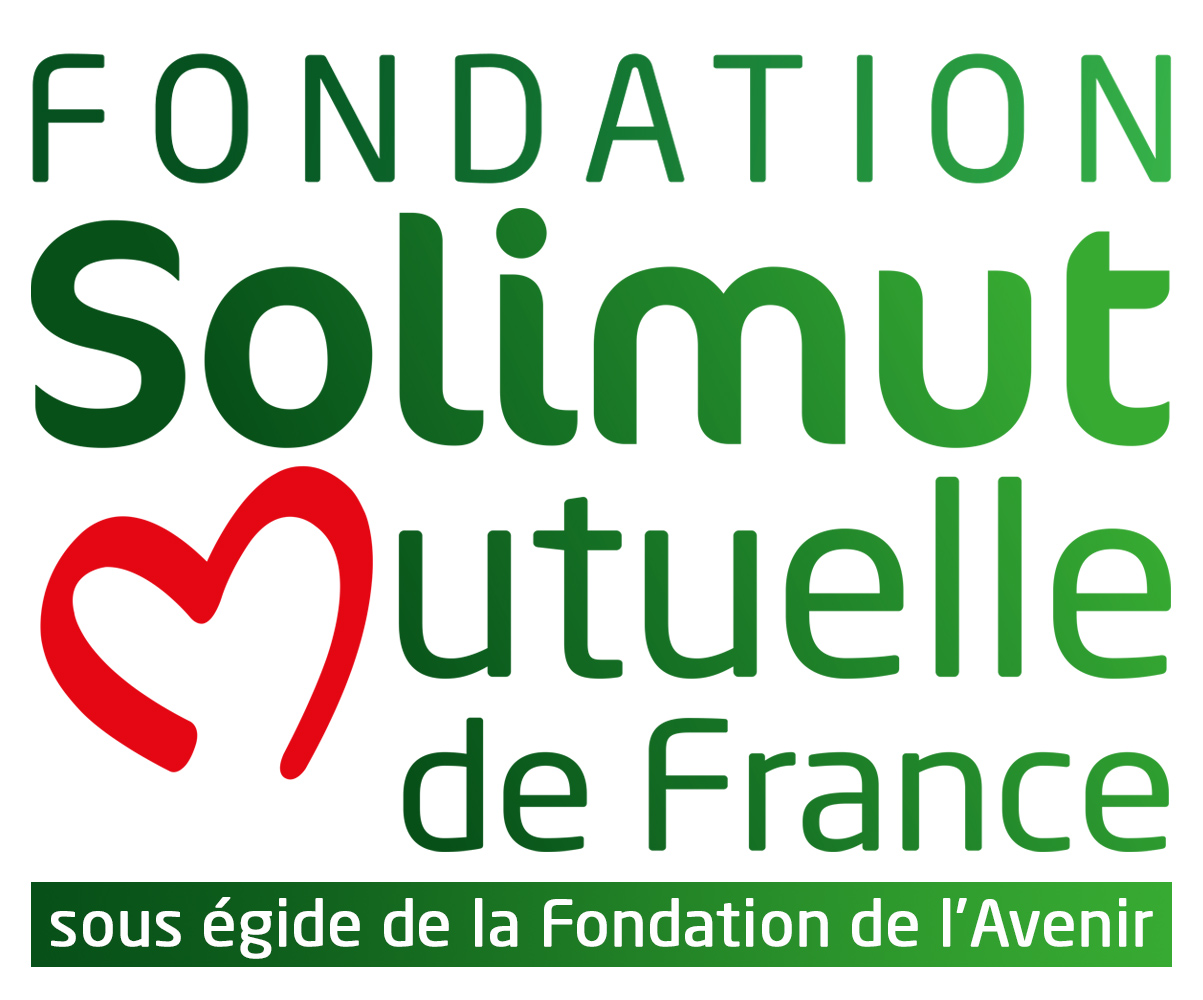 FONDATION
Solimut
Mutuelle
de France
sous égide de la Fondation de l'Avenir